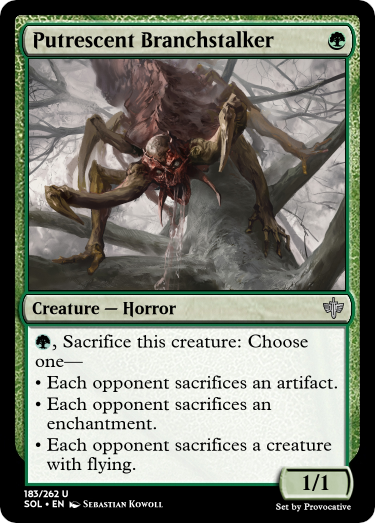 Putrescent Branchstalker
Creature — Horror
, Sacrifice this creature: Choose
one—
• Each opponent sacrifices an artifact.
• Each opponent sacrifices an
enchantment.
• Each opponent sacrifices a creature
with flying.
1/1
183/262 U
SOL • EN Sebastian Kowoll
Set by Provocative